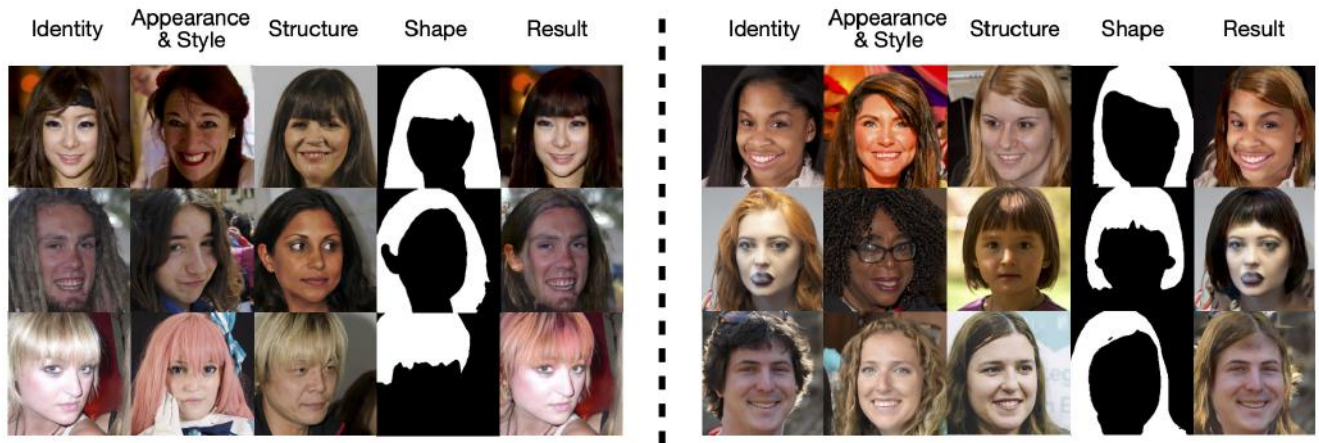 Identity
Appearance
& Style
Structure
Shape
Result
Identity
Appearance
& Style
Structure
Shape
Result